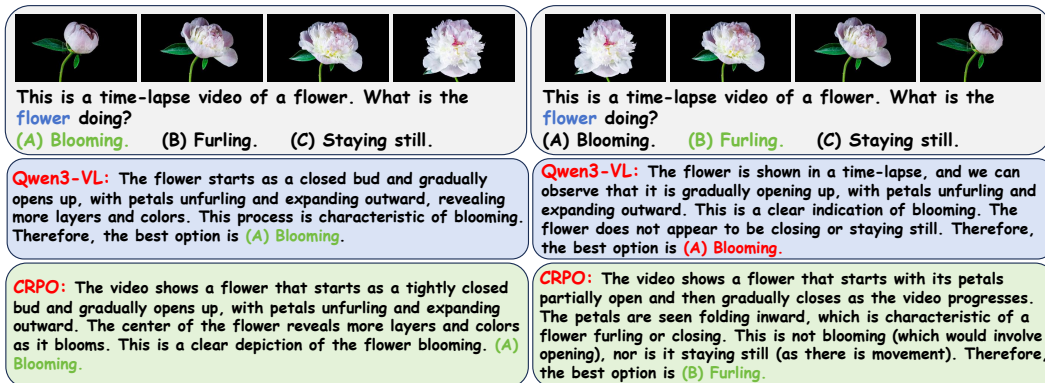 This is a time-lapse video of a flower. What is the
flower doing?
(A) Blooming. (B) Furling. (C) Staying still.
Qwen3-VL: The flower starts as a closed bud and gradually
opens up, with petals unfurling and expanding outward, revealing
more layers and colors. This process is characteristic of blooming.
Therefore, the best option is (A) Blooming.
CRPO: The video shows a flower that starts as a tightly closed
bud and gradually opens up, with petals unfurling and expanding
outward. The center of the flower reveals more layers and colors
as it blooms. This is a clear depiction of the flower blooming. (A)
Blooming.
This is a time-lapse video of a flower. What is the
flower doing?
(A) Blooming. (B) Furling. (C) Staying still.
Qwen3-VL: The flower is shown in a time-lapse, and we can
observe that it is gradually opening up, with petals unfurling and
expanding outward. This is a clear indication of blooming. The
flower does not appear to be closing or staying still. Therefore,
the best option is (A) Blooming.
CRPO: The video shows a flower that starts with its petals
partially open and then gradually closes as the video progresses.
The petals are seen folding inward, which is characteristic of a
flower furling or closing. This is not blooming (which would involve
opening), nor is it staying still (as there is movement). Therefore,
the best option is (B) Furling.